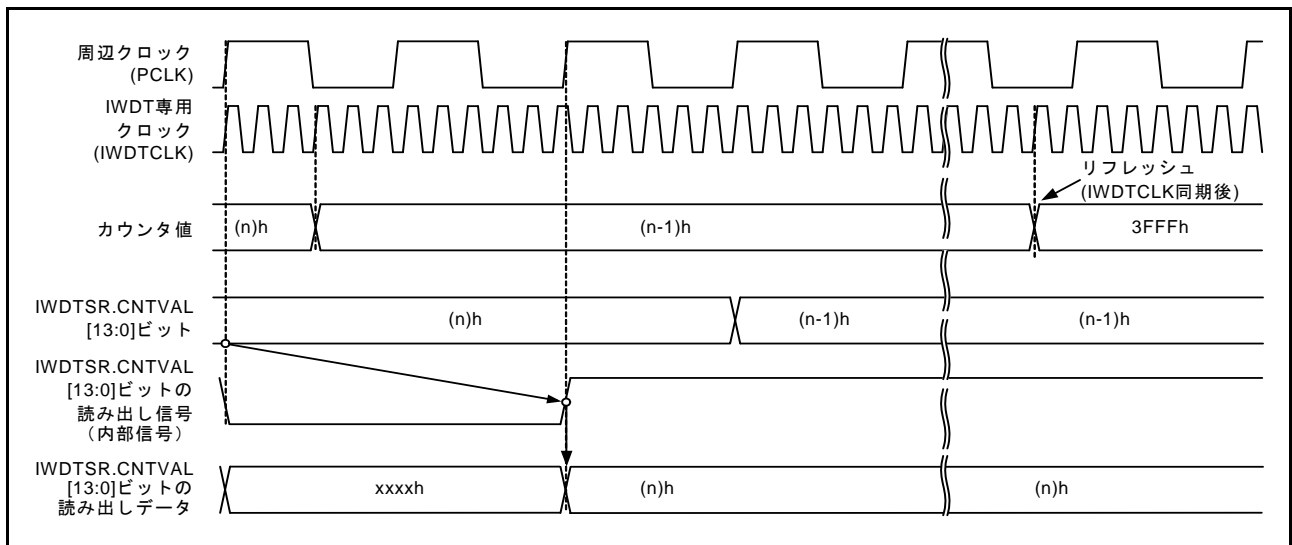 周辺クロック
(PCLK)
IWDT専用
クロック
(IWDTCLK)
リフレッシュ
(IWDTCLK同期後)
カウンタ値
(n)h
(n-1)h
3FFFh
IWDTSR.CNTVAL
[13:0]ビット
(n)h
(n-1)h
(n-1)h
IWDTSR.CNTVAL
[13:0]ビットの
読み出し信号
（内部信号）
IWDTSR.CNTVAL
[13:0]ビットの
読み出しデータ
xxxxh
(n)h
(n)h